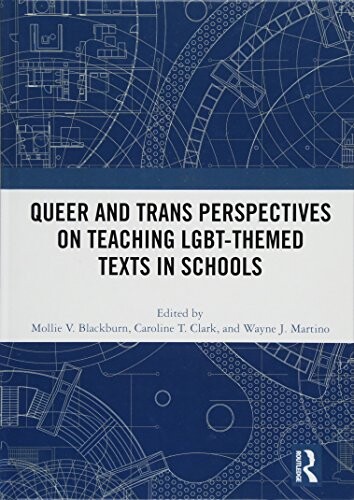 QUEER AND TRANS PERSPECTIVES
ON TEACHING LGBT-THEMED
TEXTS IN SCHOOLS
Edited by
Mollie V. Blackburn, Caroline T. Clark, and Wayne J. Martino
ROUTLEDGE